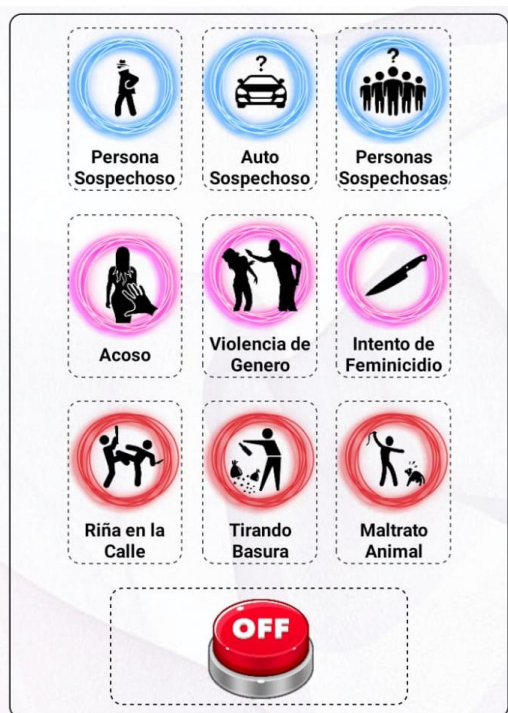 ?
?
Persona
Sospechoso
Auto
Sospechoso
Personas
Sospechosas
Acoso
Violencia de
Genero
Intento de
Feminicidio
Riña en la
Calle
Tirando
Basura
Maltrato
Animal
OFF